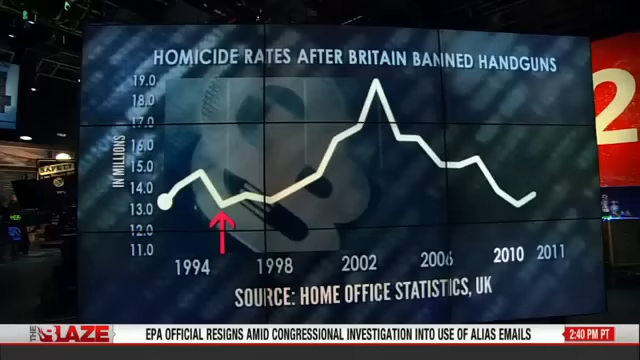 HOMICIDE RATES AFTER BRITAIN BANNED HANDGUNS
IN MILLIONS
19.0
18.0
17.0
16.0
15.0
14.0
13.0
12.0
11.0
1994 1998 2002 2006 2010 2011
SOURCE: HOME OFFICE STATISTICS, UK
2
THE BLAZE
EPA OFFICIAL RESIGNS AMID CONGRESSIONAL INVESTIGATION INTO USE OF ALIAS EMAILS
2:40 PM PT